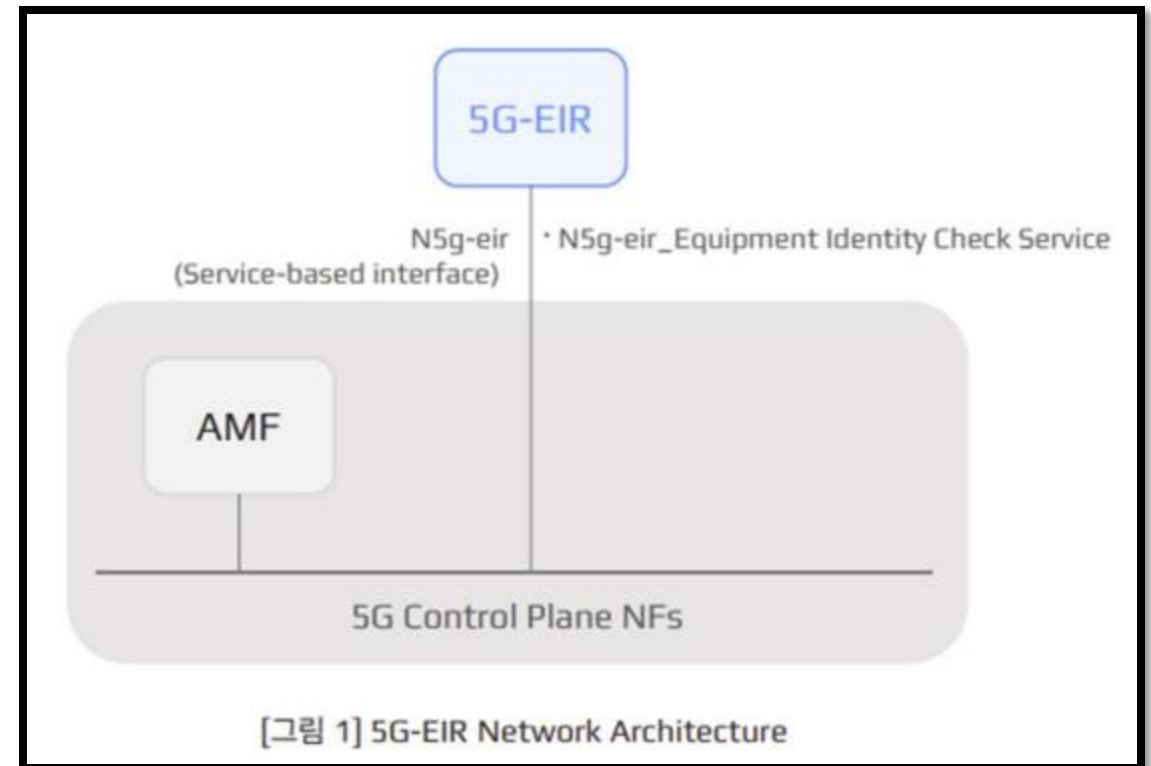 5G-EIR
N5g-eir
(Service-based interface)
· N5g-eir_Equipment Identity Check Service
AMF
5G Control Plane NFs
[그림 1] 5G-EIR Network Architecture